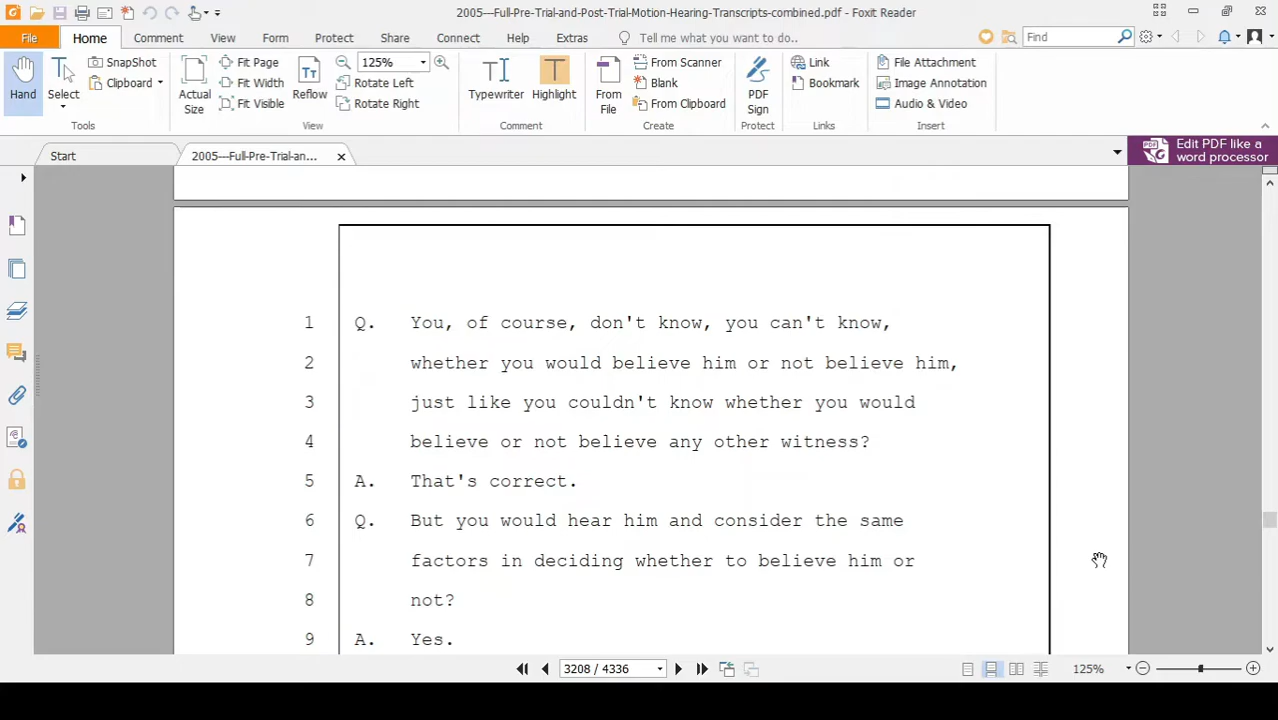 2005---Full-Pre-Trial-and-Post-Trial-Motion-Hearing-Transcripts-combined.pdf - Foxit Reader
File Home Comment View Form Protect Share Connect Help Extras Tell me what you want to do.. Find
Hand
Select
SnapShot
Clipboard
Tools
Actual Size
Fit Page
Fit Width
Fit Visible
Reflow
125%
Rotate Left
Rotate Right
View
Typewriter
Highlight
Comment
From File
From Scanner
Blank
From Clipboard
Create
PDF Sign
Protect
Link
Bookmark
Links
File Attachment
Image Annotation
Audio & Video
Insert
Start
2005---Full-Pre-Trial-an...
Edit PDF like a
word processor
1 Q. You, of course, don't know, you can't know,
2 whether you would believe him or not believe him,
3 just like you couldn't know whether you would
4 believe or not believe any other witness?
5 A. That's correct.
6 Q. But you would hear him and consider the same
7 factors in deciding whether to believe him or
8 not?
9 A. Yes.
3208 / 4336
125%